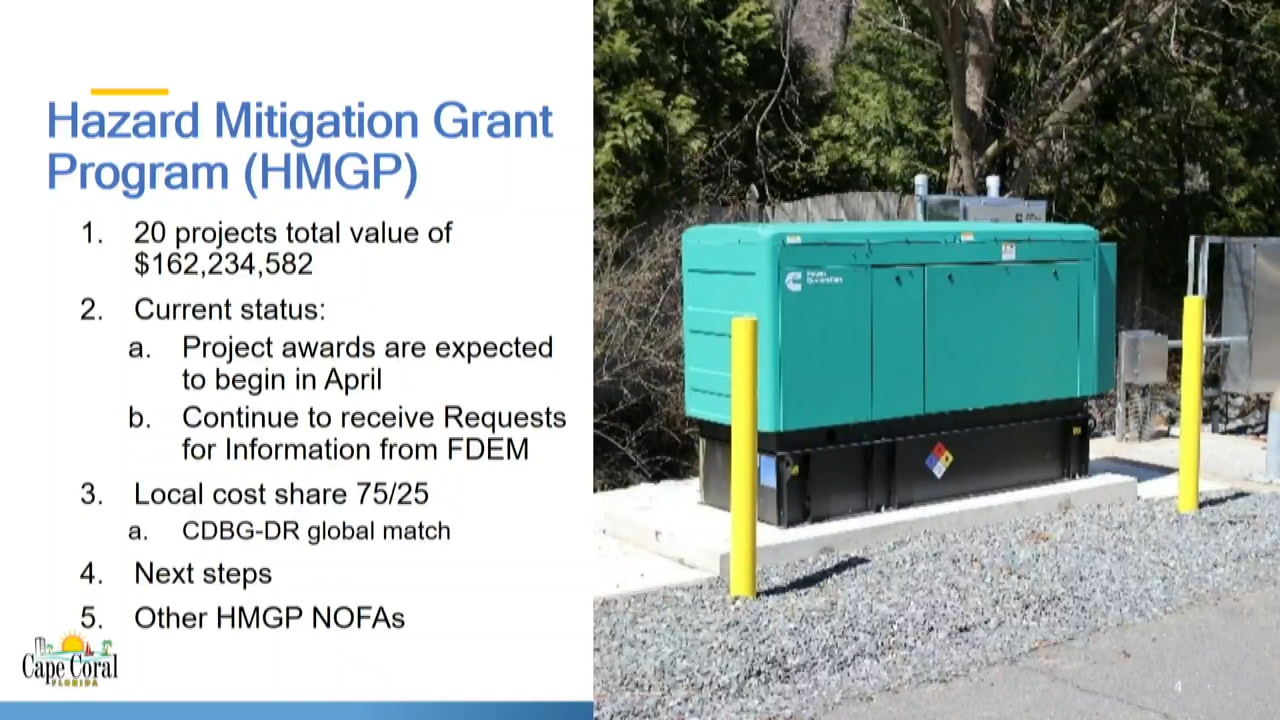 Hazard Mitigation Grant
Program (HMGP)
1. 20 projects total value of
$162,234,582
2. Current status:
a. Project awards are expected
to begin in April
b. Continue to receive Requests
for Information from FDEM
3. Local cost share 75/25
a. CDBG-DR global match
4. Next steps
5. Other HMGP NOFAs
Cape Coral
FLORIDA
Power
Generation
4